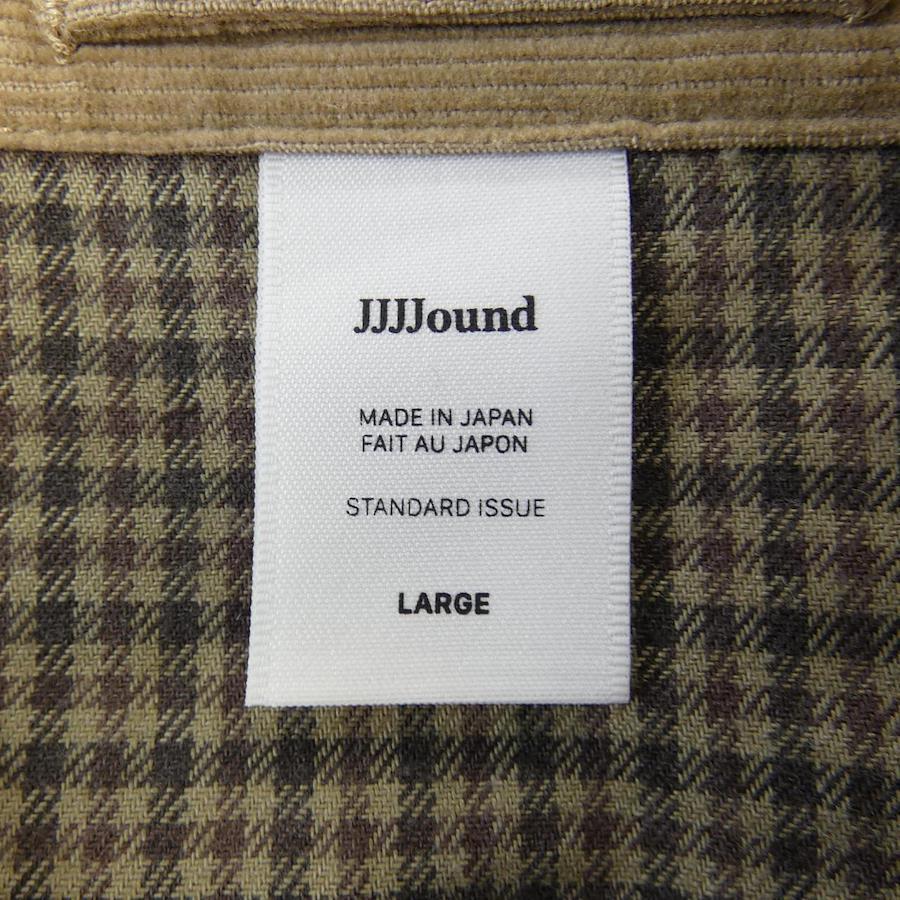 JJJJound
MADE IN JAPAN
FAIT AU JAPON
STANDARD ISSUE
LARGE